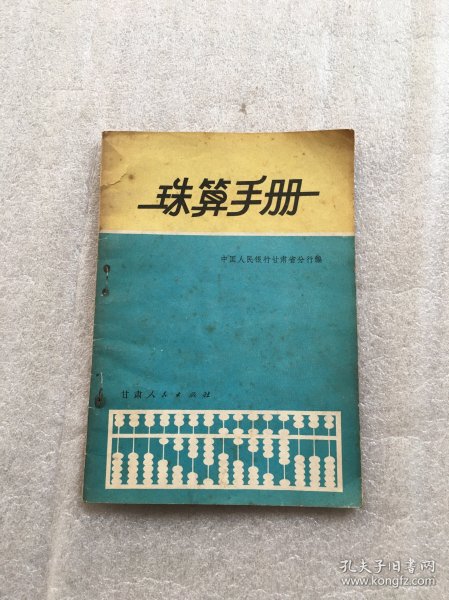 珠算手册
中国人民银行甘肃省分行编
甘肃人民出版社
孔夫子旧书网
www.kongfz.com